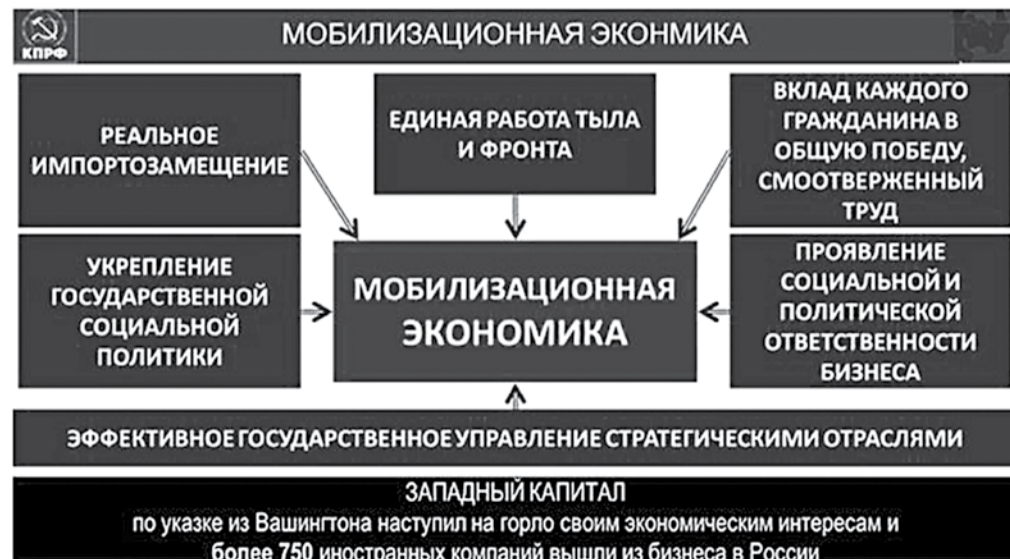 КПРФ
МОБИЛИЗАЦИОННАЯ ЭКОНМИКА
РЕАЛЬНОЕ
ИМПОРТОЗАМЕЩЕНИЕ
ЕДИНАЯ РАБОТА ТЫЛА
И ФРОНТА
ВКЛАД КАЖДОГО
ГРАЖДАНИНА В
ОБЩУЮ ПОБЕДУ,
СМООТВЕРЖЕННЫЙ
ТРУД
УКРЕПЛЕНИЕ
ГОСУДАРСТВЕННОЙ
СОЦИАЛЬНОЙ
ПОЛИТИКИ
МОБИЛИЗАЦИОННАЯ
ЭКОНОМИКА
ПРОЯВЛЕНИЕ
СОЦИАЛЬНОЙ И
ПОЛИТИЧЕСКОЙ
ОТВЕТСТВЕННОСТИ
БИЗНЕСА
ЭФФЕКТИВНОЕ ГОСУДАРСТВЕННОЕ УПРАВЛЕНИЕ СТРАТЕГИЧЕСКИМИ ОТРАСЛЯМИ
ЗАПАДНЫЙ КАПИТАЛ
по указке из Вашингтона наступил на горло своим экономическим интересам и
более 750 иностранных компаний вышли из бизнеса в России